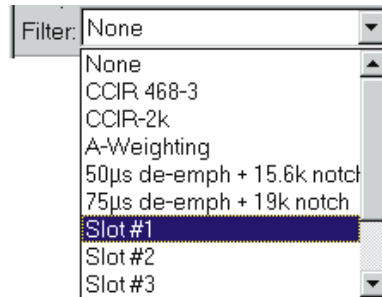 Filter: None
None
CCIR 468-3
CCIR-2k
A-Weighting
50µs de-emph + 15.6k notch
75µs de-emph + 19k notch
Slot #1
Slot #2
Slot #3